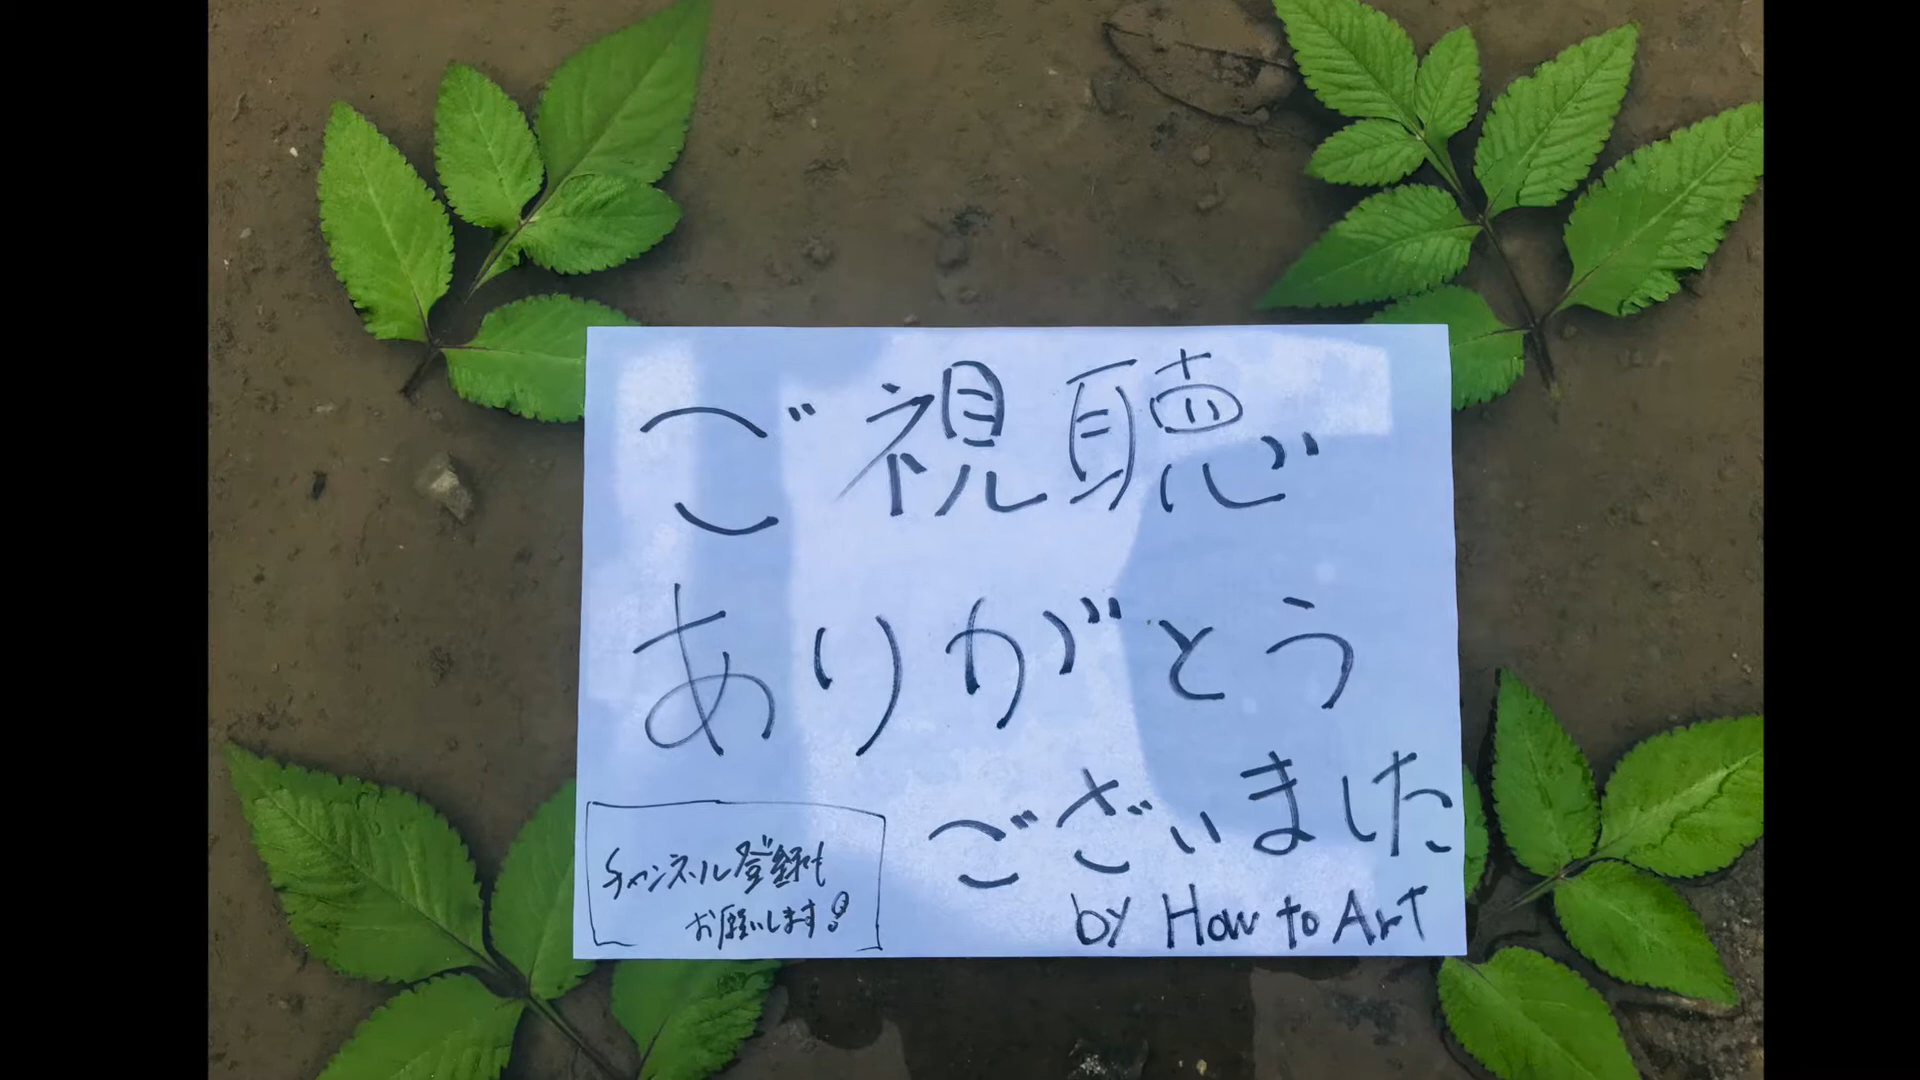 ご視聴
ありがとう
ございました
by How to Art
チャンネル登録も
お願いします!